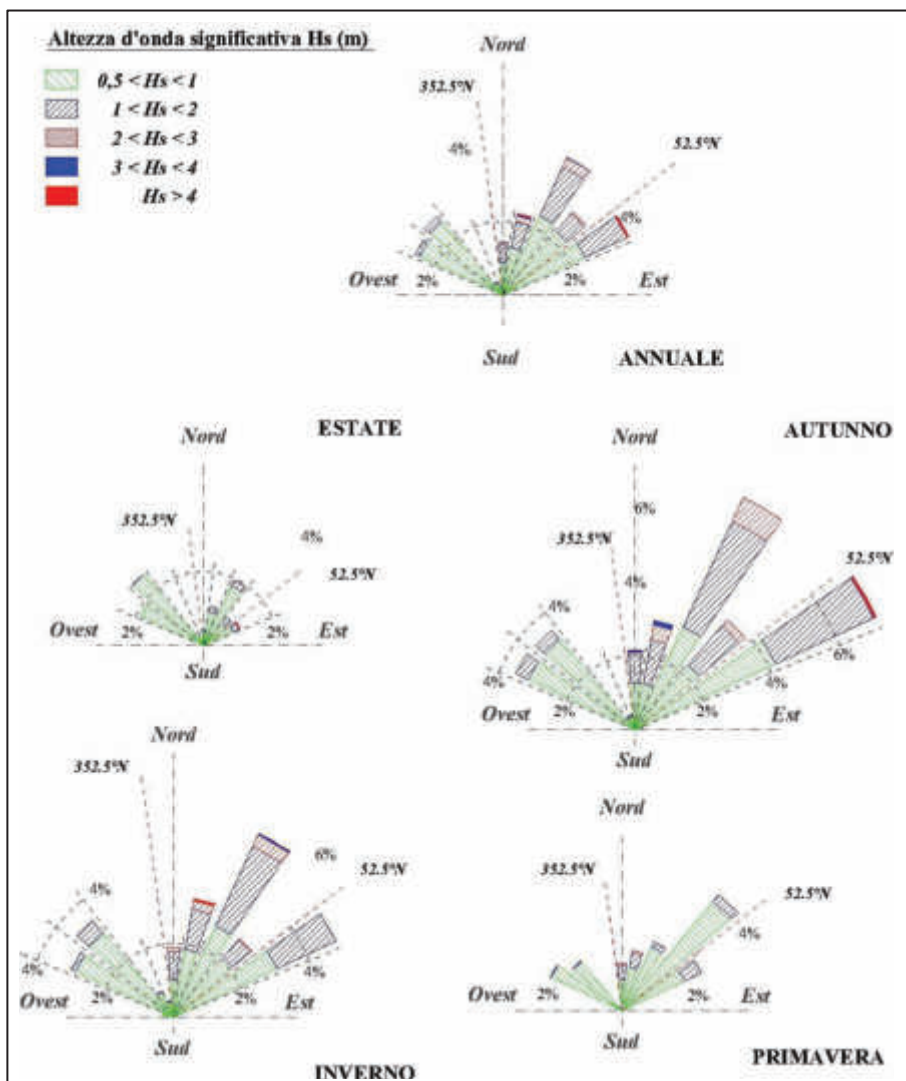 Altezza d'onda significativa Hs (m)
0,5 < Hs < 1
1 < Hs < 2
2 < Hs < 3
3 < Hs < 4
Hs > 4
Nord
352.5°N
52.5°N
4%
4%
Ovest
2%
2%
Est
Sud
ANNUALE
ESTATE
Nord
352.5°N
4%
52.5°N
Ovest
2%
2%
Est
Sud
AUTUNNO
Nord
6%
352.5°N
52.5°N
4%
4%
6%
4%
4%
Ovest
2%
2%
Est
Sud
Nord
352.5°N
6%
52.5°N
4%
4%
4%
Ovest
2%
2%
Est
Sud
INVERNO
Nord
352.5°N
52.5°N
4%
Ovest
2%
2%
Est
Sud
PRIMAVERA